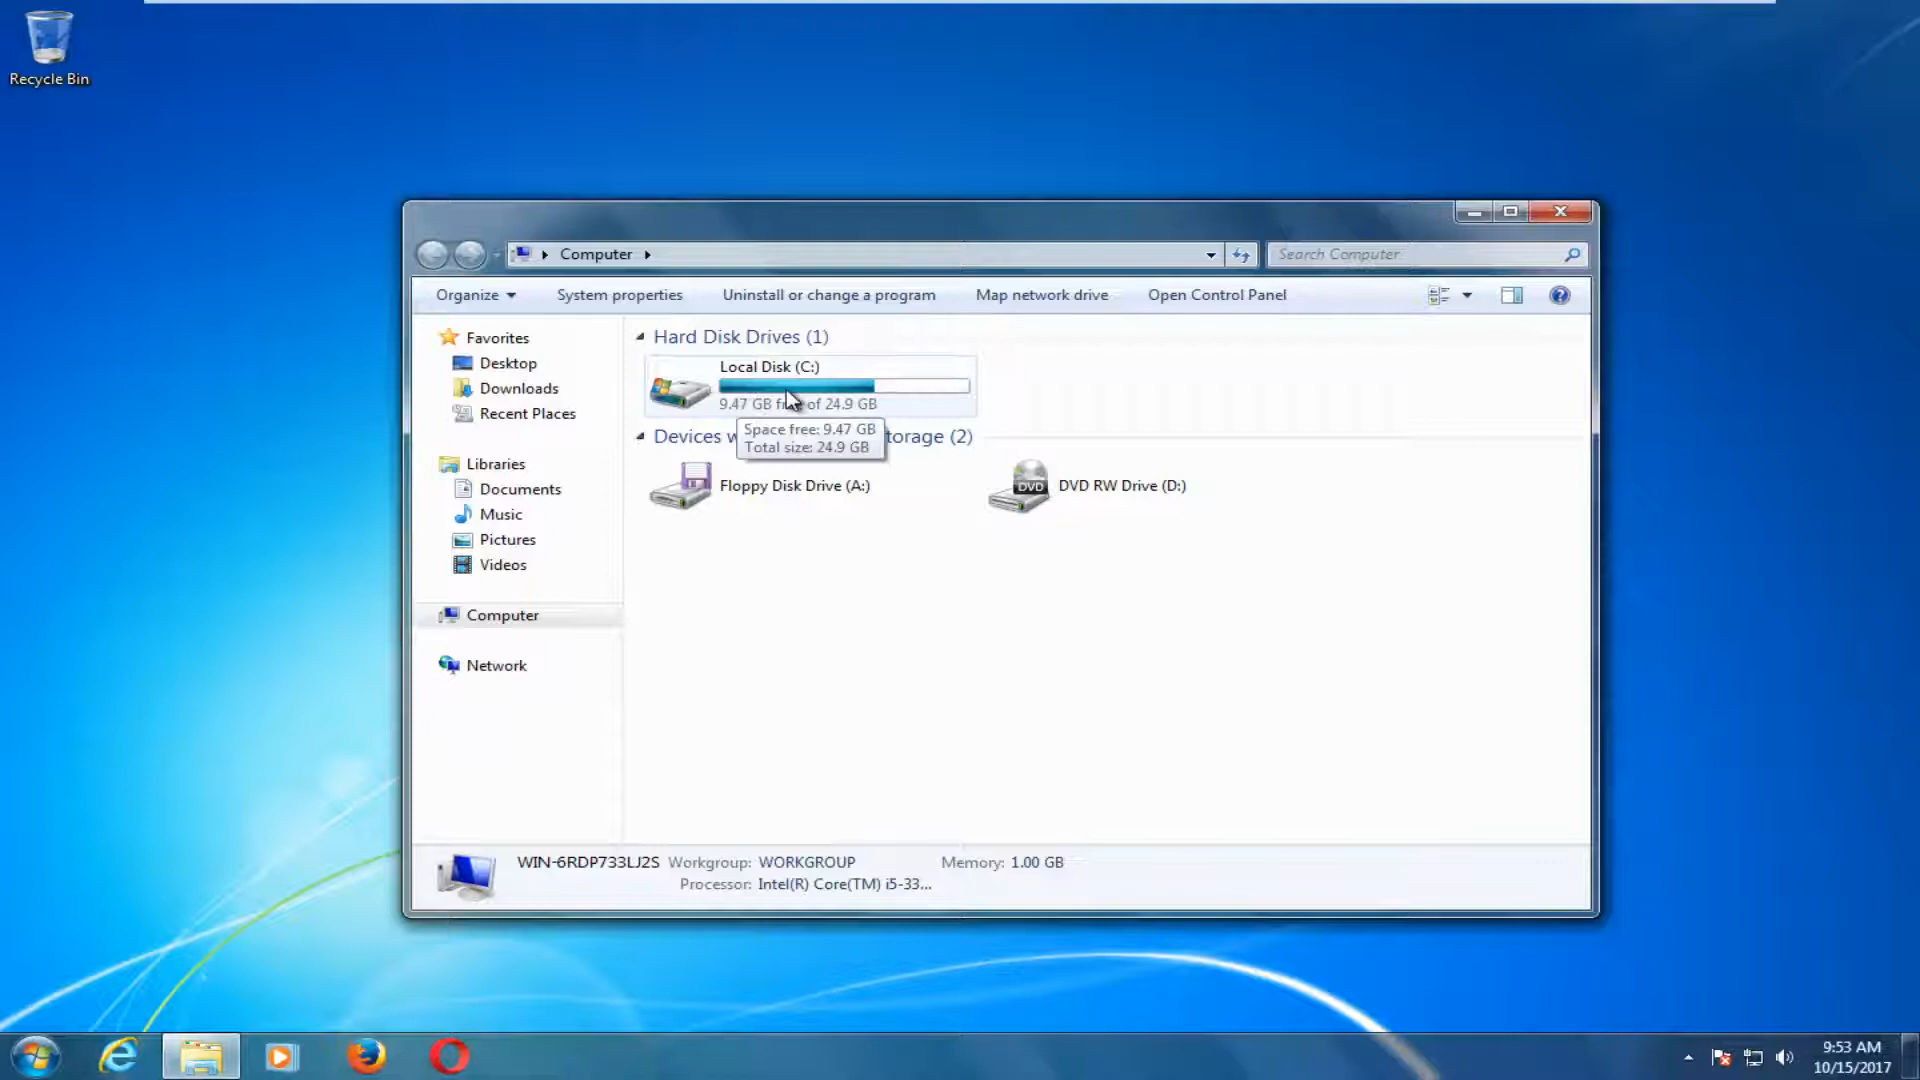 Recycle Bin
Computer
Search Computer
Organize
System properties
Uninstall or change a program
Map network drive
Open Control Panel
Favorites
Desktop
Downloads
Recent Places
Libraries
Documents
Music
Pictures
Videos
Computer
Network
Hard Disk Drives (1)
Local Disk (C:)
9.47 GB free of 24.9 GB
Devices w torage (2)
Space free: 9.47 GB
Total size: 24.9 GB
Floppy Disk Drive (A:)
DVD
DVD RW Drive (D:)
WIN-6RDP733LJ2S Workgroup: WORKGROUP Memory: 1.00 GB
Processor: Intel(R) Core(TM) i5-33...
9:53 AM
10/15/2017